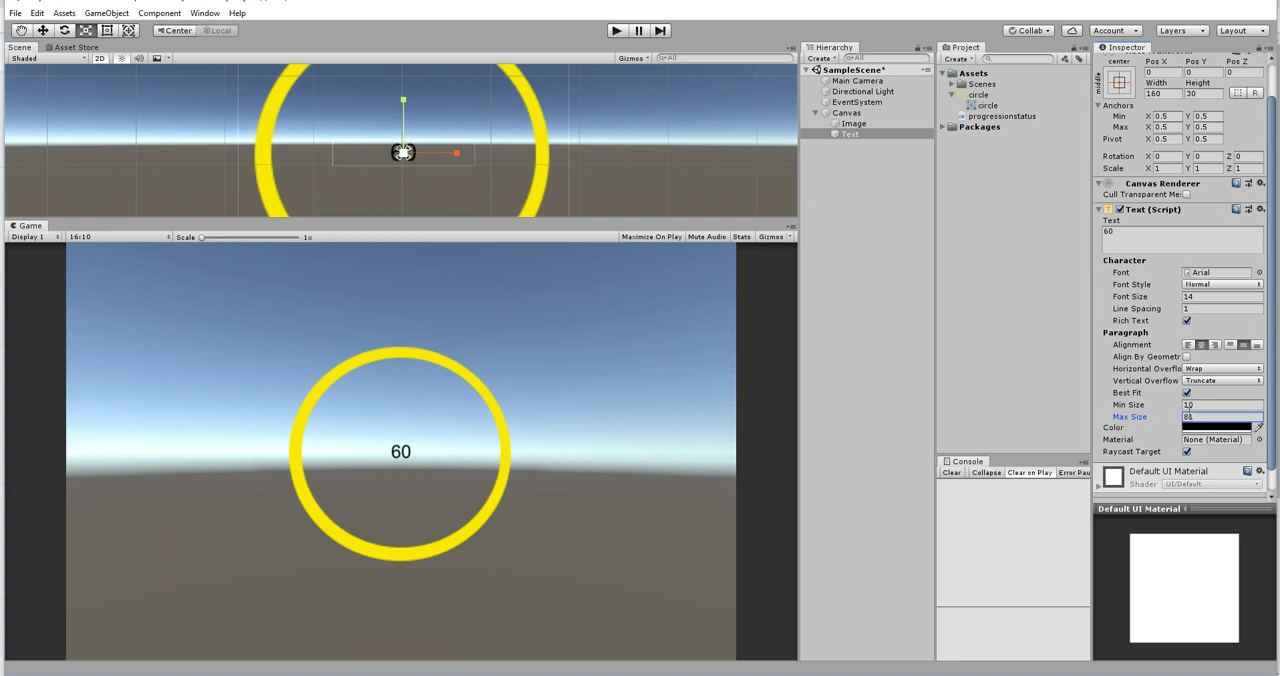 File Edit Assets GameObject Component Window Help
Center Local Collab Account Layers Layout
Scene Asset Store
Shaded 2D Gizmos All
Game
Display 1 16:10 Scale 1x Maximize On Play Mute Audio Stats Gizmos
60
Hierarchy
Create All
SampleScene*
Main Camera
Directional Light
EventSystem
Canvas
Image
Text
Project
Create
Assets
Scenes
circle
circle
progressionstatus
Packages
Console
Clear Collapse Clear on Play Error Pau
Inspector
center Pos X Pos Y Pos Z
middle 0 0 0
Width Height
160 30 R
Anchors
Min X 0.5 Y 0.5
Max X 0.5 Y 0.5
Pivot X 0.5 Y 0.5
Rotation X 0 Y 0 Z 0
Scale X 1 Y 1 Z 1
Canvas Renderer
Cull Transparent Me
Text (Script)
Text
60
Character
Font Arial
Font Style Normal
Font Size 14
Line Spacing 1
Rich Text
Paragraph
Alignment
Align By Geometr
Horizontal Overflo Wrap
Vertical Overflow Truncate
Best Fit
Min Size 10
Max Size 81
Color
Material None (Material)
Raycast Target
Default UI Material
Shader UI/Default
Default UI Material